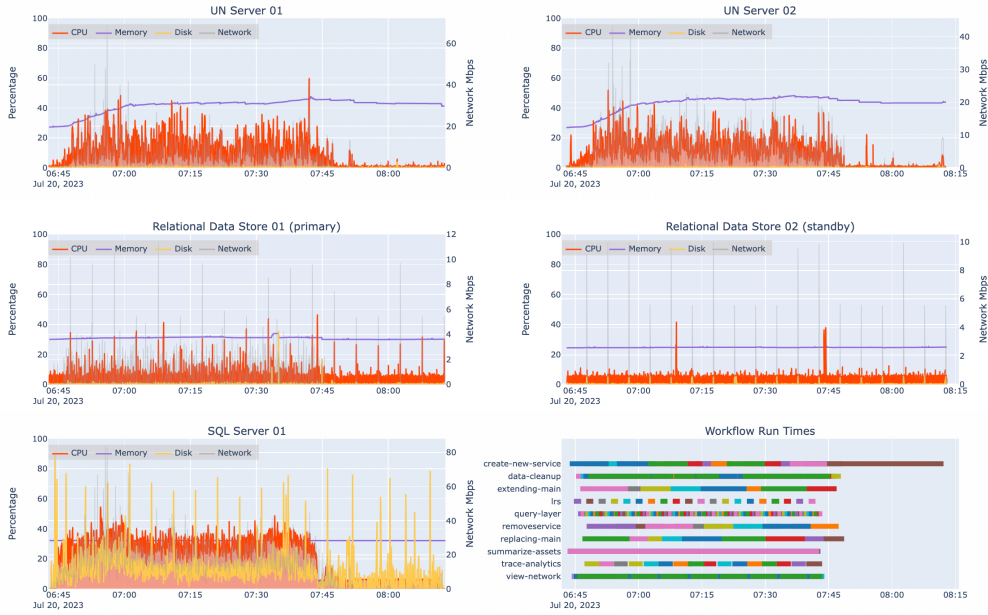 UN Server 01
CPU Memory Disk Network
Percentage
100
80
60
40
20
0
60
40
20
0
Network Mbps
06:45 07:00 07:15 07:30 07:45 08:00
Jul 20, 2023
UN Server 02
CPU Memory Disk Network
Percentage
100
80
60
40
20
0
40
30
20
10
0
Network Mbps
06:45 07:00 07:15 07:30 07:45 08:00 08:15
Jul 20, 2023
Relational Data Store 01 (primary)
CPU Memory Disk Network
Percentage
100
80
60
40
20
0
12
10
8
6
4
2
0
Network Mbps
06:45 07:00 07:15 07:30 07:45 08:00
Jul 20, 2023
Relational Data Store 02 (standby)
CPU Memory Disk Network
Percentage
100
80
60
40
20
0
10
8
6
4
2
0
Network Mbps
06:45 07:00 07:15 07:30 07:45 08:00 08:15
Jul 20, 2023
SQL Server 01
CPU Memory Disk Network
Percentage
100
80
60
40
20
0
80
60
40
20
0
Network Mbps
06:45 07:00 07:15 07:30 07:45 08:00
Jul 20, 2023
Workflow Run Times
create-new-service
data-cleanup
extending-main
lrs
query-layer
removeservice
replacing-main
summarize-assets
trace-analytics
view-network
06:45 07:00 07:15 07:30 07:45 08:00 08:15
Jul 20, 2023